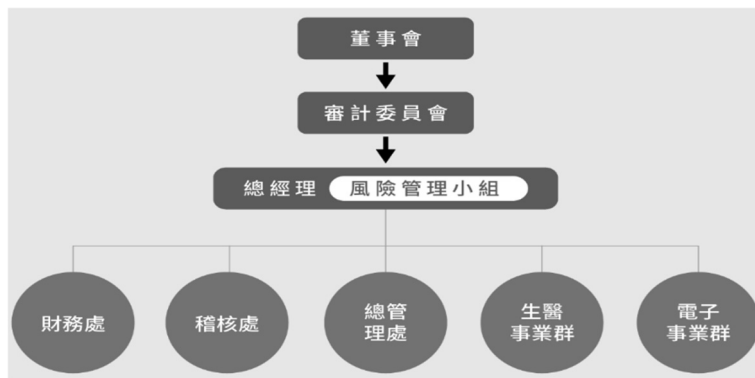 董事會
審計委員會
總經理 風險管理小組
財務處
稽核處
總管
理處
生醫
事業群
電子
事業群